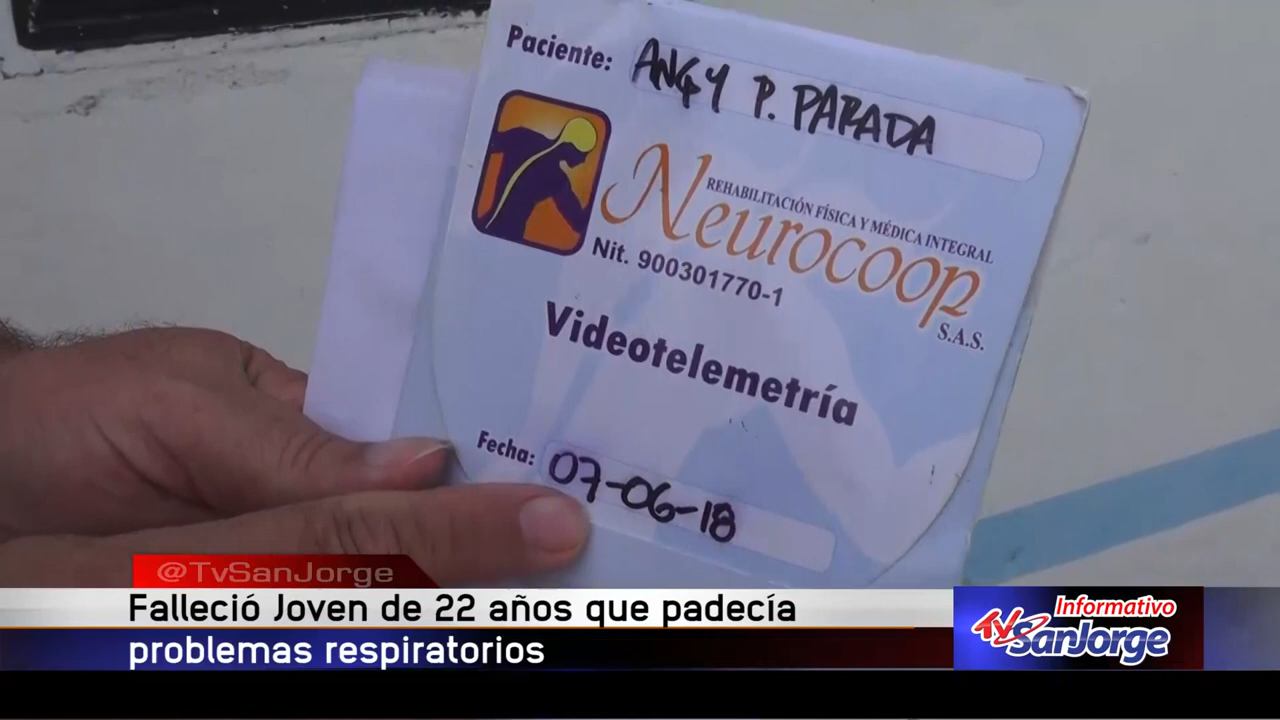 Paciente: ANGY P. PARADA
REHABILITACIÓN FÍSICA Y MÉDICA INTEGRAL
Neurocoop
S.A.S.
Nit. 900301770-1
Videotelemetría
Fecha: 07-06-18
@TvSanJorge
Falleció Joven de 22 años que padecía
problemas respiratorios
Informativo
TvSanJorge